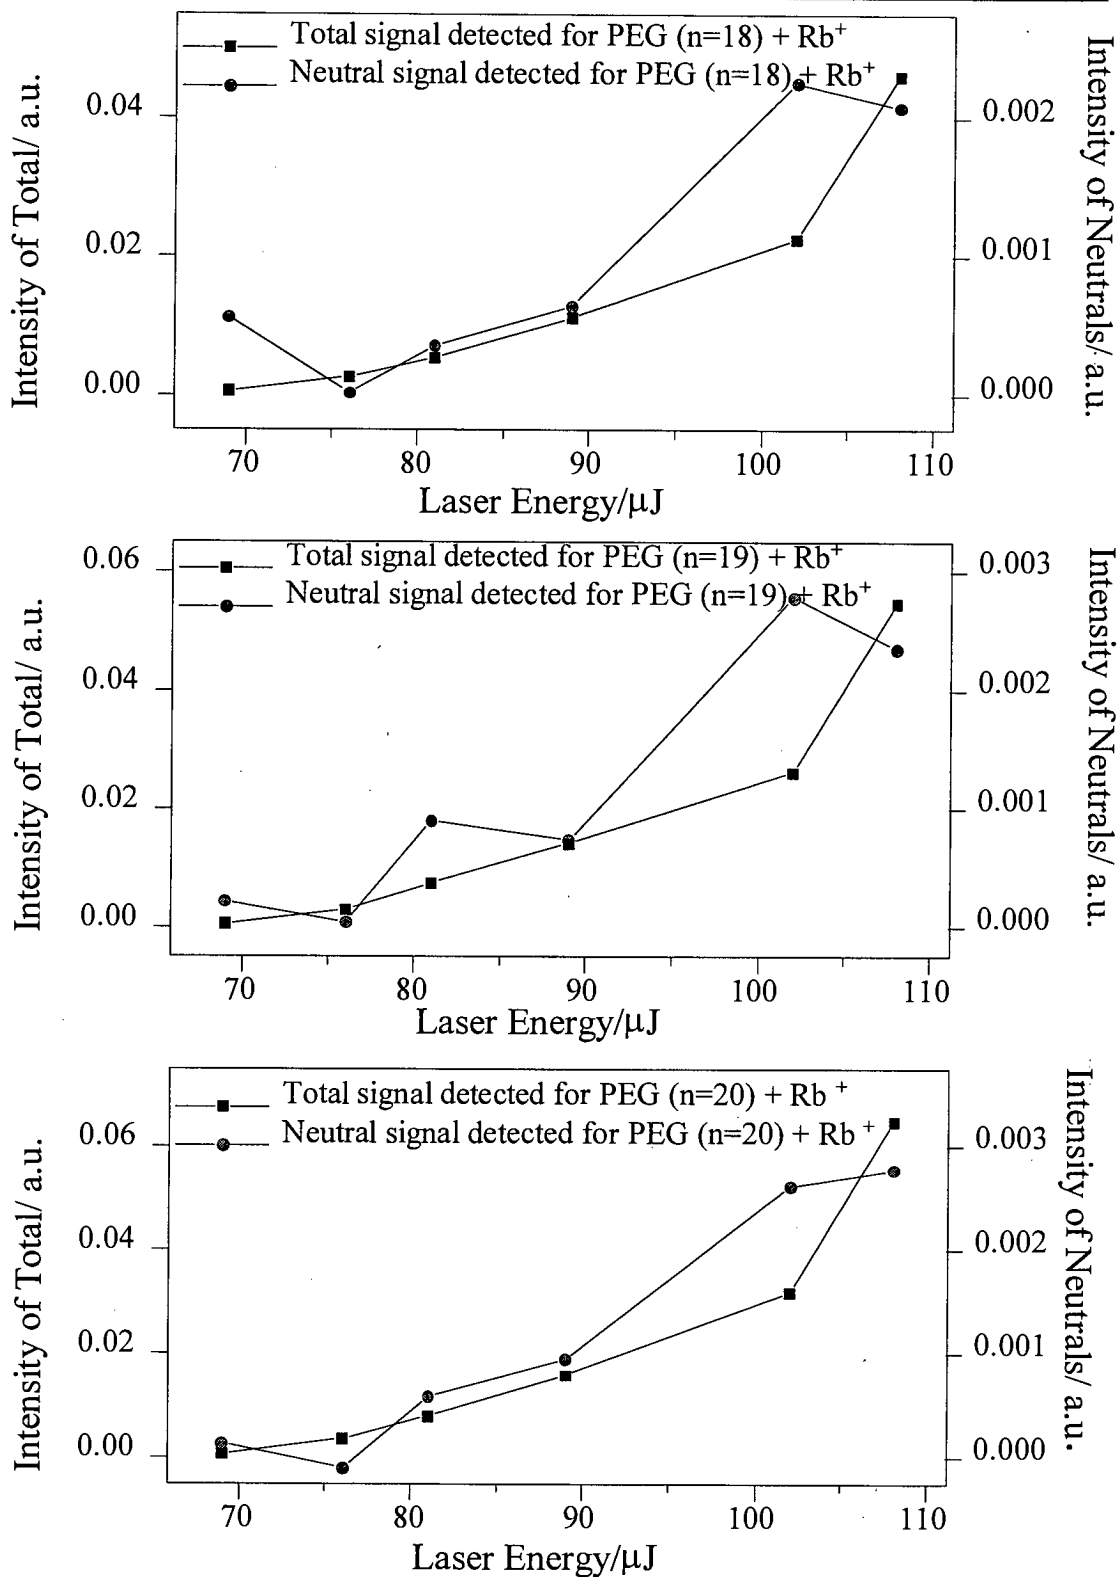 Total signal detected for PEG (n=18) + Rb⁺
Neutral signal detected for PEG (n=18) + Rb⁺
Intensity of Total/ a.u.
0.04
0.02
0.00
Intensity of Neutrals/ a.u.
0.002
0.001
0.000
70 80 90 100 110
Laser Energy/μJ
Total signal detected for PEG (n=19) + Rb⁺
Neutral signal detected for PEG (n=19) + Rb⁺
Intensity of Total/ a.u.
0.06
0.04
0.02
0.00
Intensity of Neutrals/ a.u.
0.003
0.002
0.001
0.000
70 80 90 100 110
Laser Energy/μJ
Total signal detected for PEG (n=20) + Rb ⁺
Neutral signal detected for PEG (n=20) + Rb ⁺
Intensity of Total/ a.u.
0.06
0.04
0.02
0.00
Intensity of Neutrals/ a.u.
0.003
0.002
0.001
0.000
70 80 90 100 110
Laser Energy/μJ